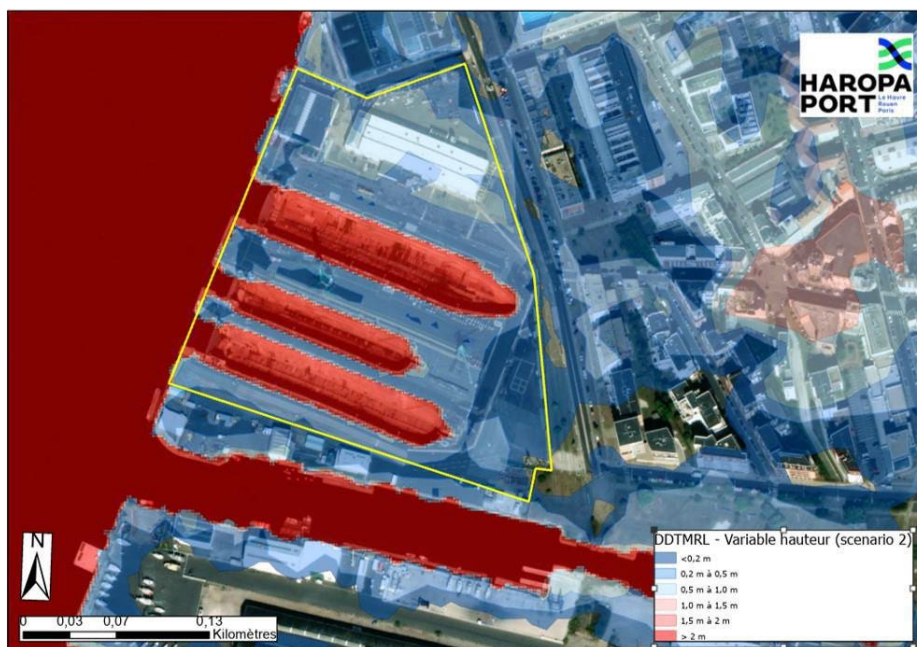 HAROPA
PORT
Le Havre
Rouen
Paris
N
0 0,03 0,07 0,13
Kilomètres
DDTMRL - Variable hauteur (scenario 2)
<0,2 m
0,2 m à 0,5 m
0,5 m à 1,0 m
1,0 m à 1,5 m
1,5 m à 2 m
> 2 m